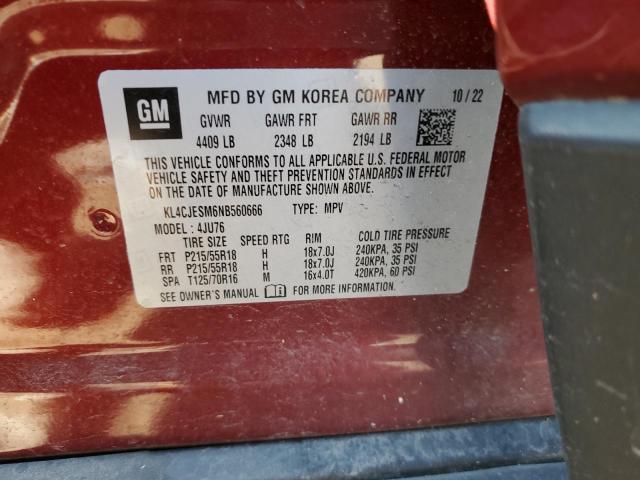 GM MFD BY GM KOREA COMPANY 10/22
GVWR GAWR FRT GAWR RR
4409 LB 2348 LB 2194 LB
THIS VEHICLE CONFORMS TO ALL APPLICABLE U.S. FEDERAL MOTOR
VEHICLE SAFETY AND THEFT PREVENTION STANDARDS IN EFFECT
ON THE DATE OF MANUFACTURE SHOWN ABOVE.
KL4CJESM6NB560666 TYPE: MPV
MODEL: 4JU76
TIRE SIZE SPEED RTG RIM COLD TIRE PRESSURE
FRT P215/55R18 H 18x7.0J 240KPA, 35 PSI
RR P215/55R18 H 18x7.0J 240KPA, 35 PSI
SPA T125/70R16 M 16x4.0T 420KPA, 60 PSI
SEE OWNER'S MANUAL FOR MORE INFORMATION.